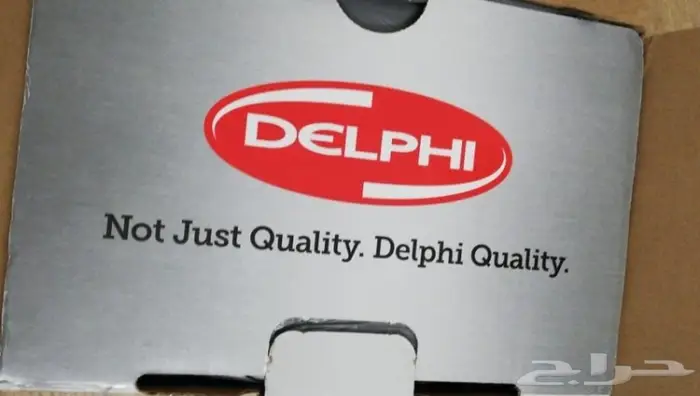 DELPHI
Not Just Quality. Delphi Quality.
حراج